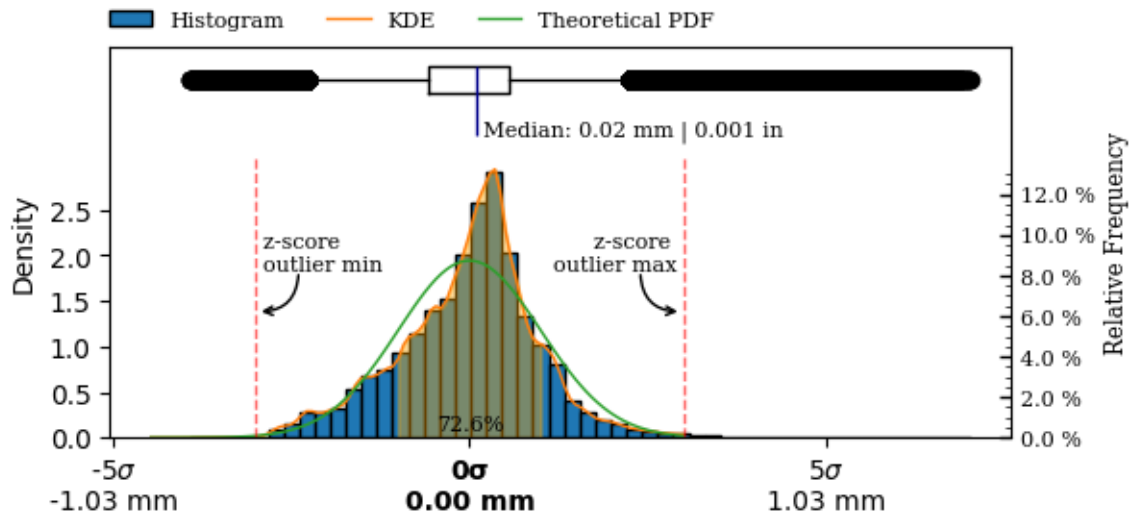 Histogram KDE Theoretical PDF
Median: 0.02 mm | 0.001 in
Density
2.5
2.0
1.5
1.0
0.5
0.0
z-score
outlier min
z-score
outlier max
72.6%
12.0 %
10.0 %
8.0 %
6.0 %
4.0 %
2.0 %
0.0 %
Relative Frequency
-5σ 0σ 5σ
-1.03 mm 0.00 mm 1.03 mm